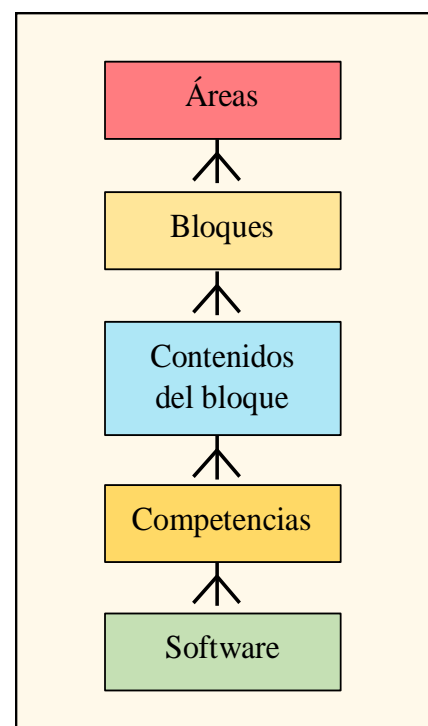 Áreas
Bloques
Contenidos
del bloque
Competencias
Software